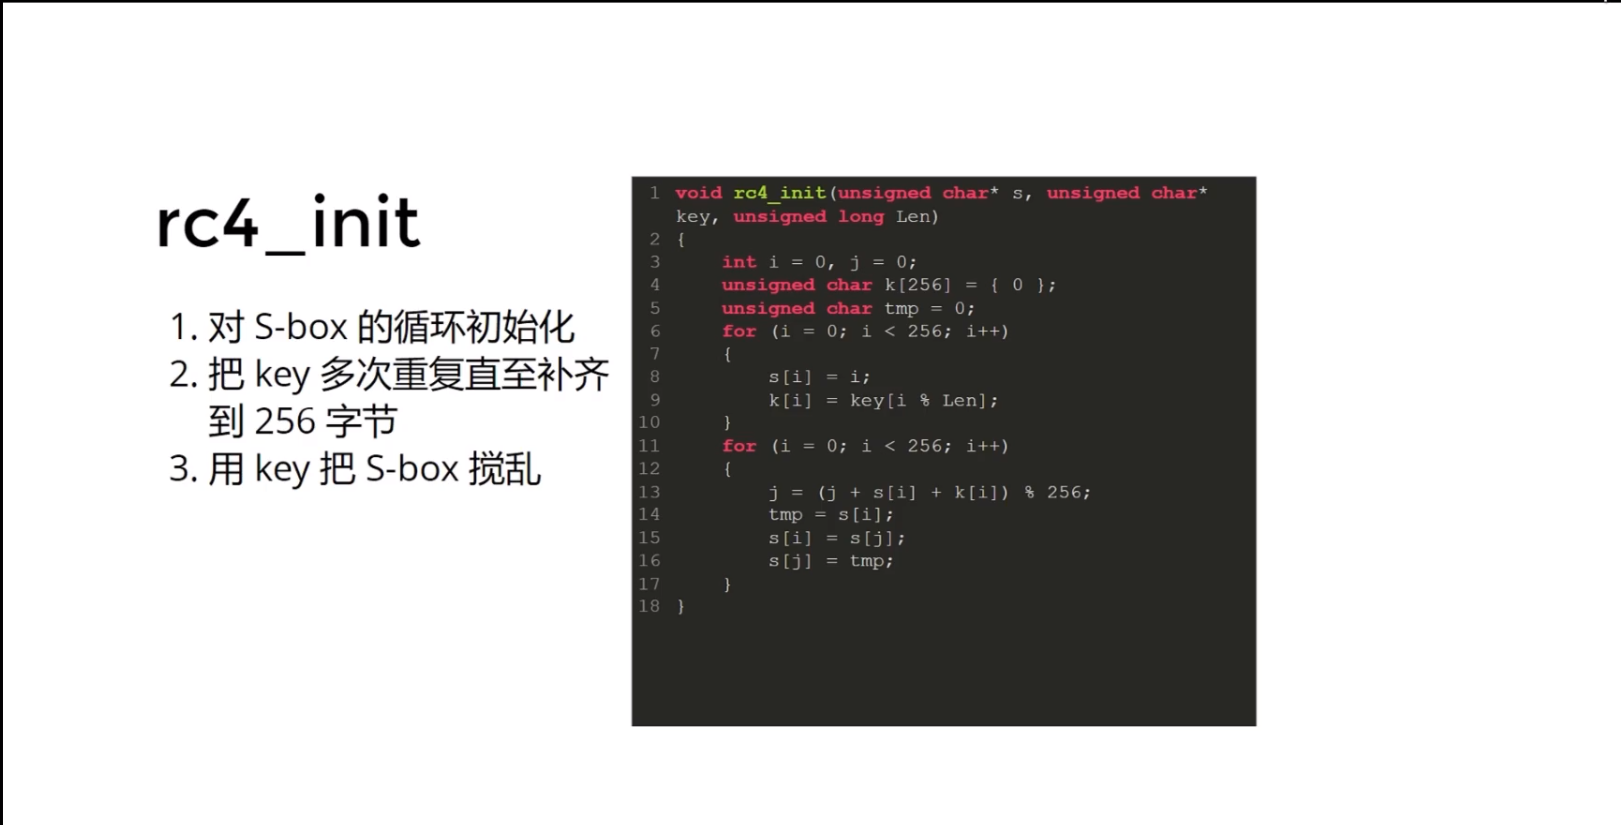 rc4_init
1. 对 S-box 的循环初始化
2. 把 key 多次重复直至补齐
到 256 字节
3. 用 key 把 S-box 搅乱
1 void rc4_init(unsigned char* s, unsigned char*
key, unsigned long Len)
2 {
3     int i = 0, j = 0;
4     unsigned char k[256] = { 0 };
5     unsigned char tmp = 0;
6     for (i = 0; i < 256; i++)
7     {
8         s[i] = i;
9         k[i] = key[i % Len];
10     }
11     for (i = 0; i < 256; i++)
12     {
13         j = (j + s[i] + k[i]) % 256;
14         tmp = s[i];
15         s[i] = s[j];
16         s[j] = tmp;
17     }
18 }